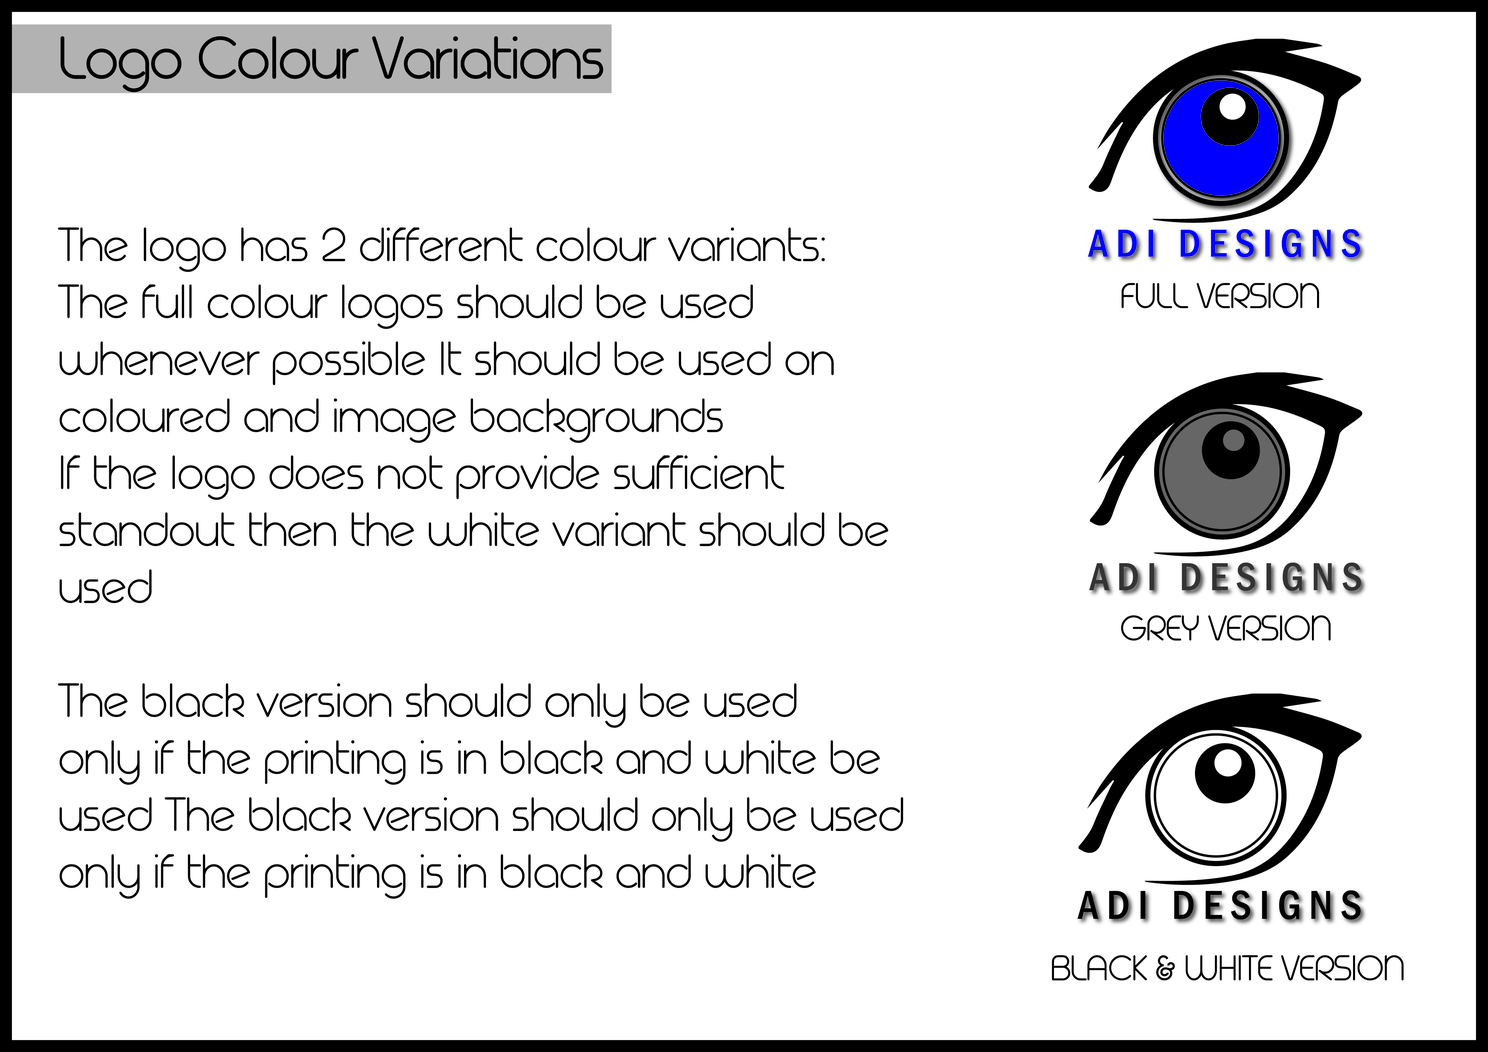 Logo Colour Variations
The logo has 2 different colour variants:
The full colour logos should be used
whenever possible It should be used on
coloured and image backgrounds
If the logo does not provide sufficient
standout then the white variant should be
used
The black version should only be used
only if the printing is in black and white be
used The black version should only be used
only if the printing is in black and white
ADI DESIGNS
FULL VERSION
ADI DESIGNS
GREY VERSION
ADI DESIGNS
BLACK & WHITE VERSION